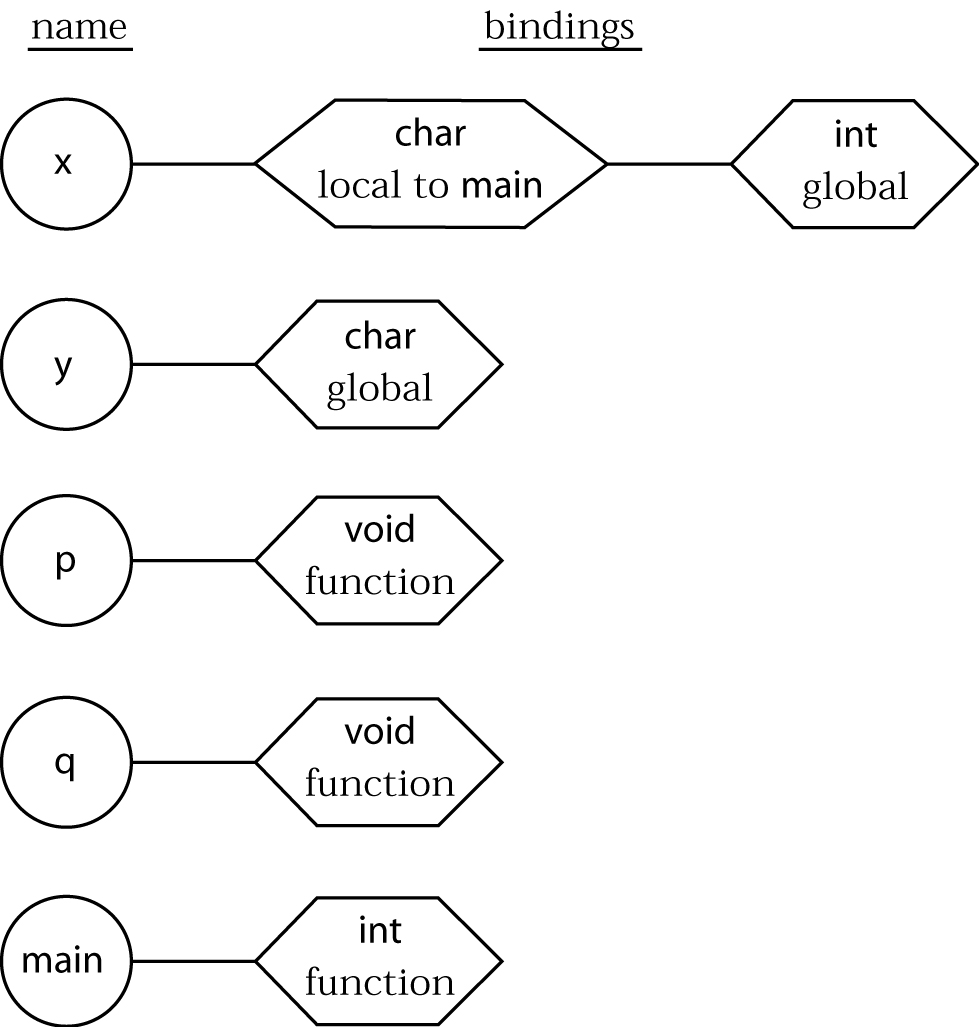 name bindings
x
char
local to main
int
global
y
char
global
p
void
function
q
void
function
main
int
function